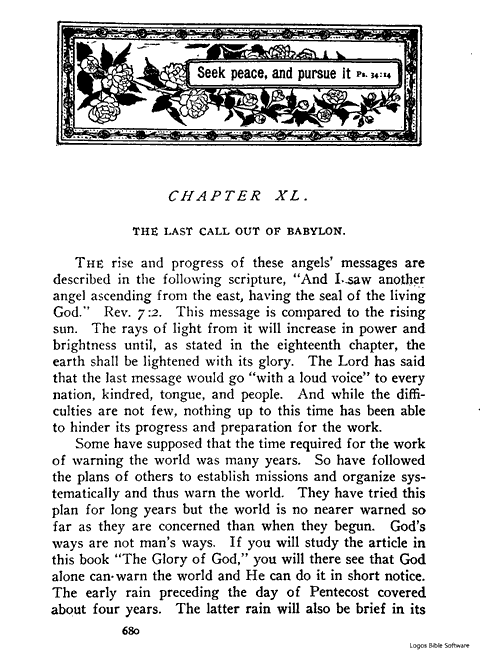 Seek peace, and pursue it Ps. 34:14
CHAPTER XL.
THE LAST CALL OUT OF BABYLON.
THE rise and progress of these angels' messages are
described in the following scripture, "And I saw another
angel ascending from the east, having the seal of the living
God." Rev. 7:2. This message is compared to the rising
sun. The rays of light from it will increase in power and
brightness until, as stated in the eighteenth chapter, the
earth shall be lightened with its glory. The Lord has said
that the last message would go "with a loud voice" to every
nation, kindred, tongue, and people. And while the diffi-
culties are not few, nothing up to this time has been able
to hinder its progress and preparation for the work.
Some have supposed that the time required for the work
of warning the world was many years. So have followed
the plans of others to establish missions and organize sys-
tematically and thus warn the world. They have tried this
plan for long years but the world is no nearer warned so
far as they are concerned than when they begun. God's
ways are not man's ways. If you will study the article in
this book "The Glory of God," you will there see that God
alone can warn the world and He can do it in short notice.
The early rain preceding the day of Pentecost covered
about four years. The latter rain will also be brief in its
680
Logos Bible Software